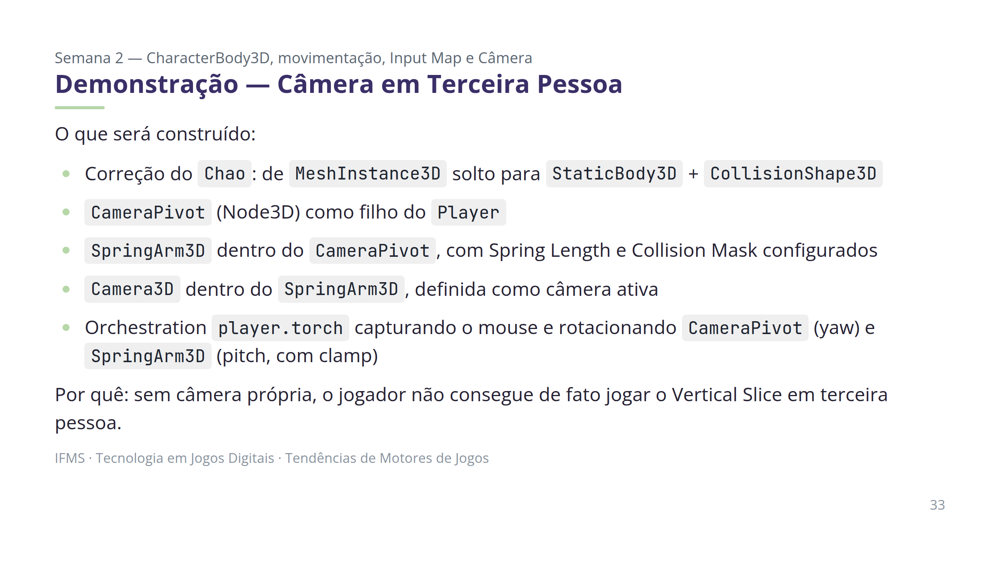 Semana 2 — CharacterBody3D, movimentação, Input Map e Câmera
Demonstração — Câmera em Terceira Pessoa
O que será construído:
Correção do Chao: de MeshInstance3D solto para StaticBody3D + CollisionShape3D
CameraPivot (Node3D) como filho do Player
SpringArm3D dentro do CameraPivot, com Spring Length e Collision Mask configurados
Camera3D dentro do SpringArm3D, definida como câmera ativa
Orchestration player.torch capturando o mouse e rotacionando CameraPivot (yaw) e
SpringArm3D (pitch, com clamp)
Por quê: sem câmera própria, o jogador não consegue de fato jogar o Vertical Slice em terceira
pessoa.
IFMS · Tecnologia em Jogos Digitais · Tendências de Motores de Jogos
33